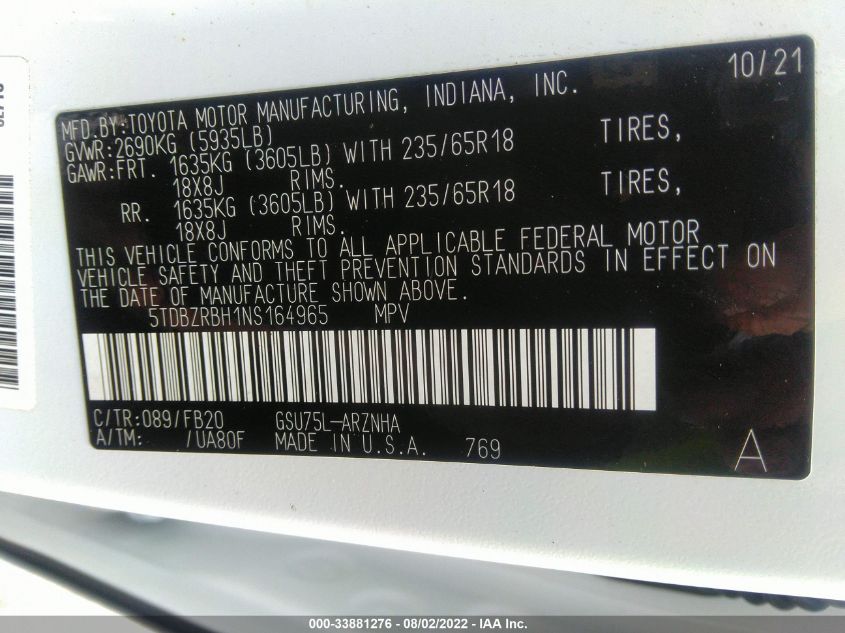 10/21
MFD.BY:TOYOTA MOTOR MANUFACTURING, INDIANA, INC.
GVWR:2690KG (5935LB)
GAWR:FRT. 1635KG (3605LB) WITH 235/65R18 TIRES,
18X8J RIMS.
RR. 1635KG (3605LB) WITH 235/65R18 TIRES,
18X8J RIMS.
THIS VEHICLE CONFORMS TO ALL APPLICABLE FEDERAL MOTOR
VEHICLE SAFETY AND THEFT PREVENTION STANDARDS IN EFFECT ON
THE DATE OF MANUFACTURE SHOWN ABOVE.
5TDBZRBH1NS164965 MPV
C/TR:089/FB20 GSU75L-ARZNHA
A/TM: /UA80F MADE IN U.S.A. 769 A
000-33881276 - 08/02/2022 - IAA Inc.